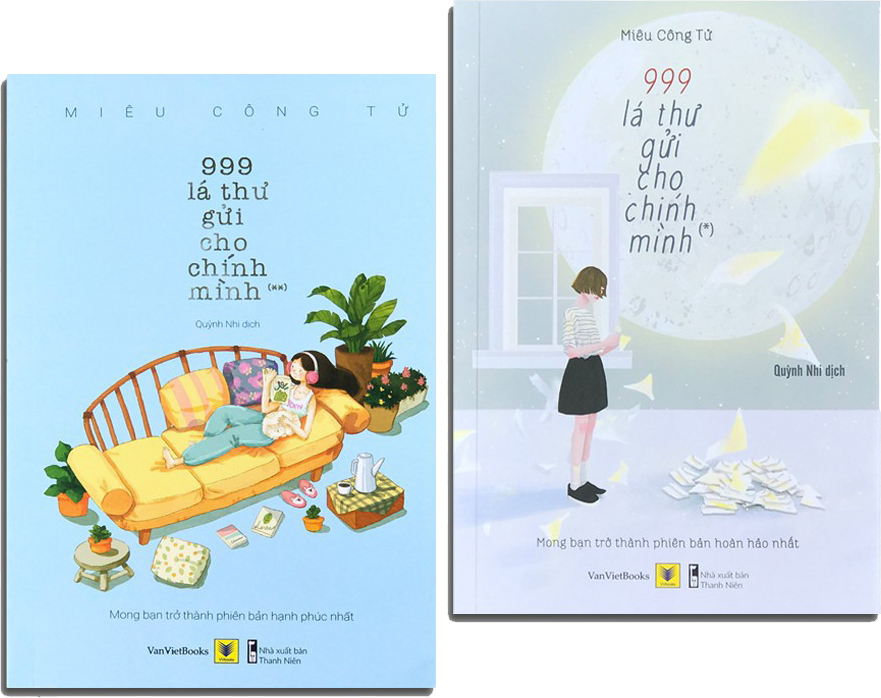 MIÊU CÔNG TỬ
999
lá thư
gửi
cho
chính
mình (**)
Quỳnh Nhi dịch
Mong bạn trở thành phiên bản hạnh phúc nhất
VanVietBooks
VVbooks
Nhà xuất bản
Thanh Niên
Miêu Công Tử
999
lá thư
gửi
cho
chính
mình (*)
Quỳnh Nhi dịch
Mong bạn trở thành phiên bản hoàn hảo nhất
VanVietBooks
VVbooks
Nhà xuất bản
Thanh Niên